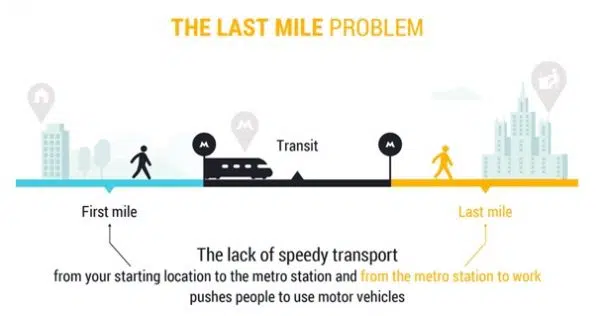 THE LAST MILE PROBLEM
M
M
M
Transit
First mile
Last mile
The lack of speedy transport
from your starting location to the metro station and from the metro station to work
pushes people to use motor vehicles